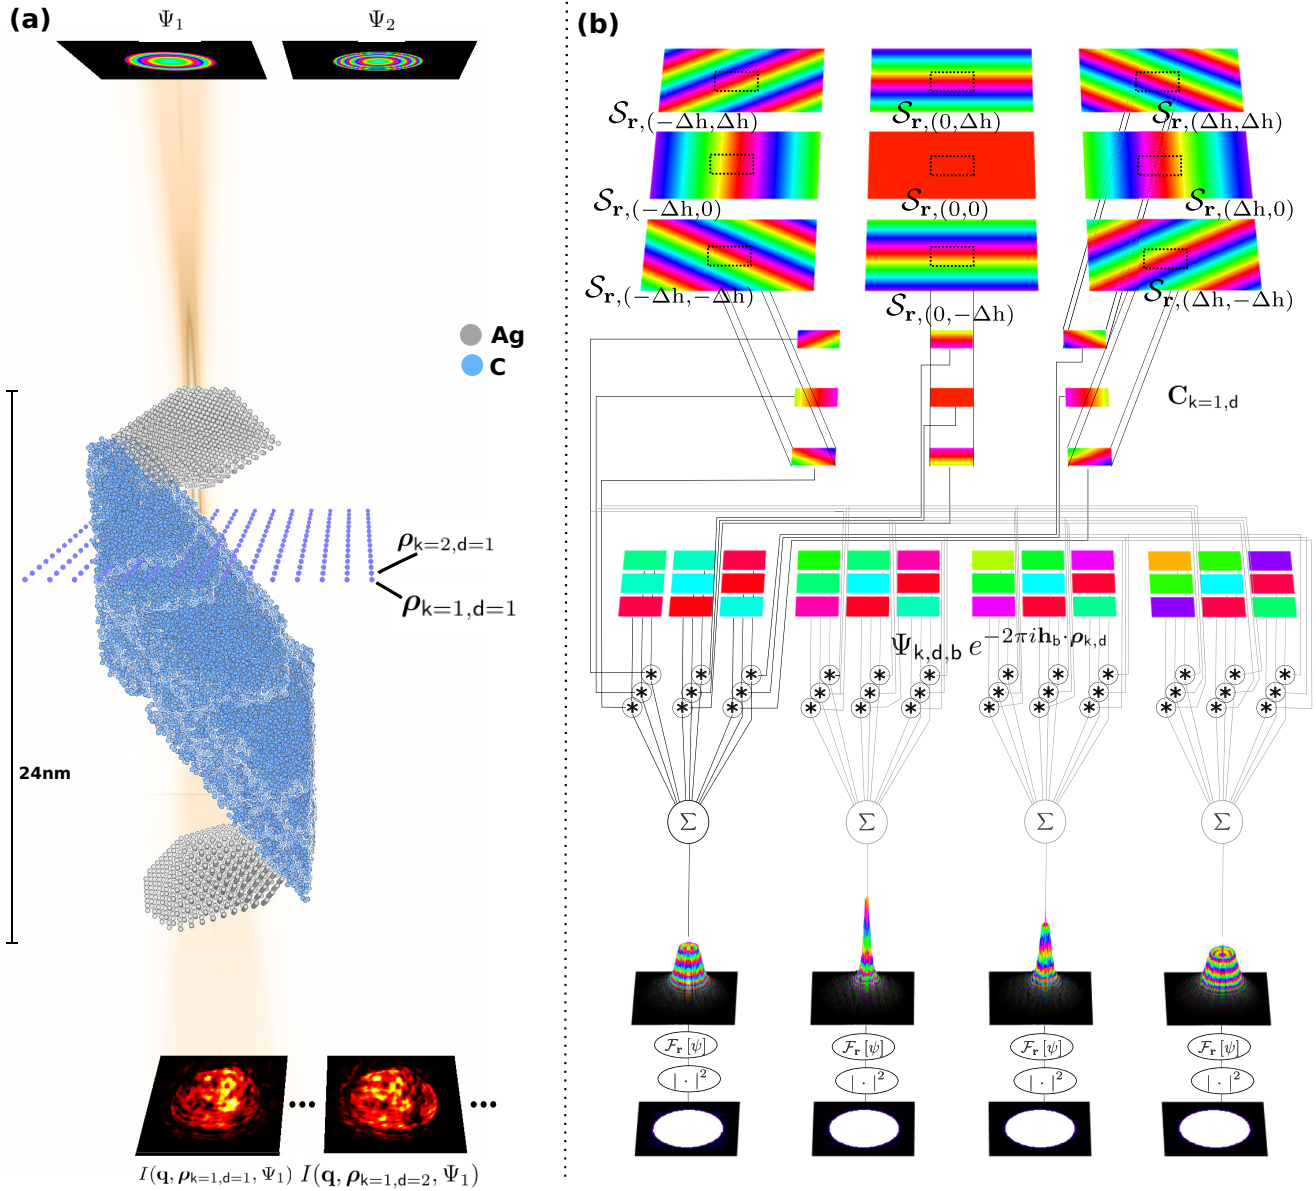 (a)
Ψ₁ Ψ₂
Ag
C
ρk=2,d=1
ρk=1,d=1
24nm
I(q, ρk=1,d=1, Ψ₁) ••• I(q, ρk=1,d=2, Ψ₁) •••
(b)
𝒮r,(−Δh,Δh) 𝒮r,(0,Δh) 𝒮r,(Δh,Δh)
𝒮r,(−Δh,0) 𝒮r,(0,0) 𝒮r,(Δh,0)
𝒮r,(−Δh,−Δh) 𝒮r,(0,−Δh) 𝒮r,(Δh,−Δh)
Ck=1,d
Ψk,d,b e−2πihb·ρk,d
* * * * * * * * * * * *
* * * * * * * * * * * *
* * * * * * * * * * * *
Σ Σ Σ Σ
ℱr[ψ] ℱr[ψ] ℱr[ψ] ℱr[ψ]
|·|² |·|² |·|² |·|²